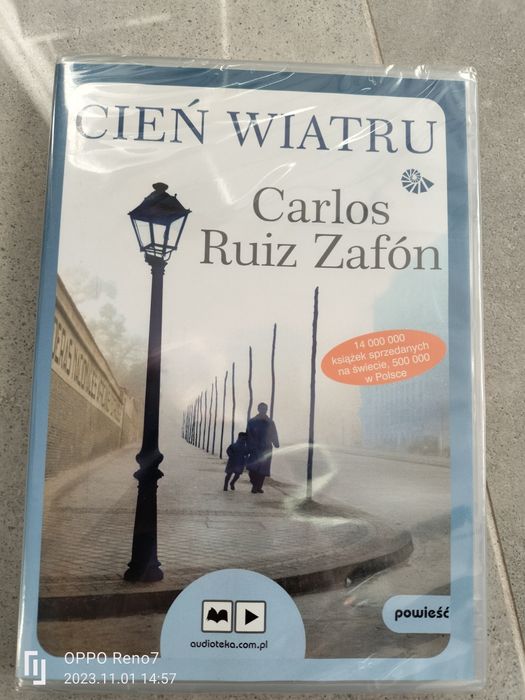 CIEŃ WIATRU
Carlos
Ruiz Zafón
14 000 000
książek sprzedanych
na świecie, 500 000
w Polsce
powieść
audioteka.com.pl
OPPO Reno7
2023.11.01 14:57